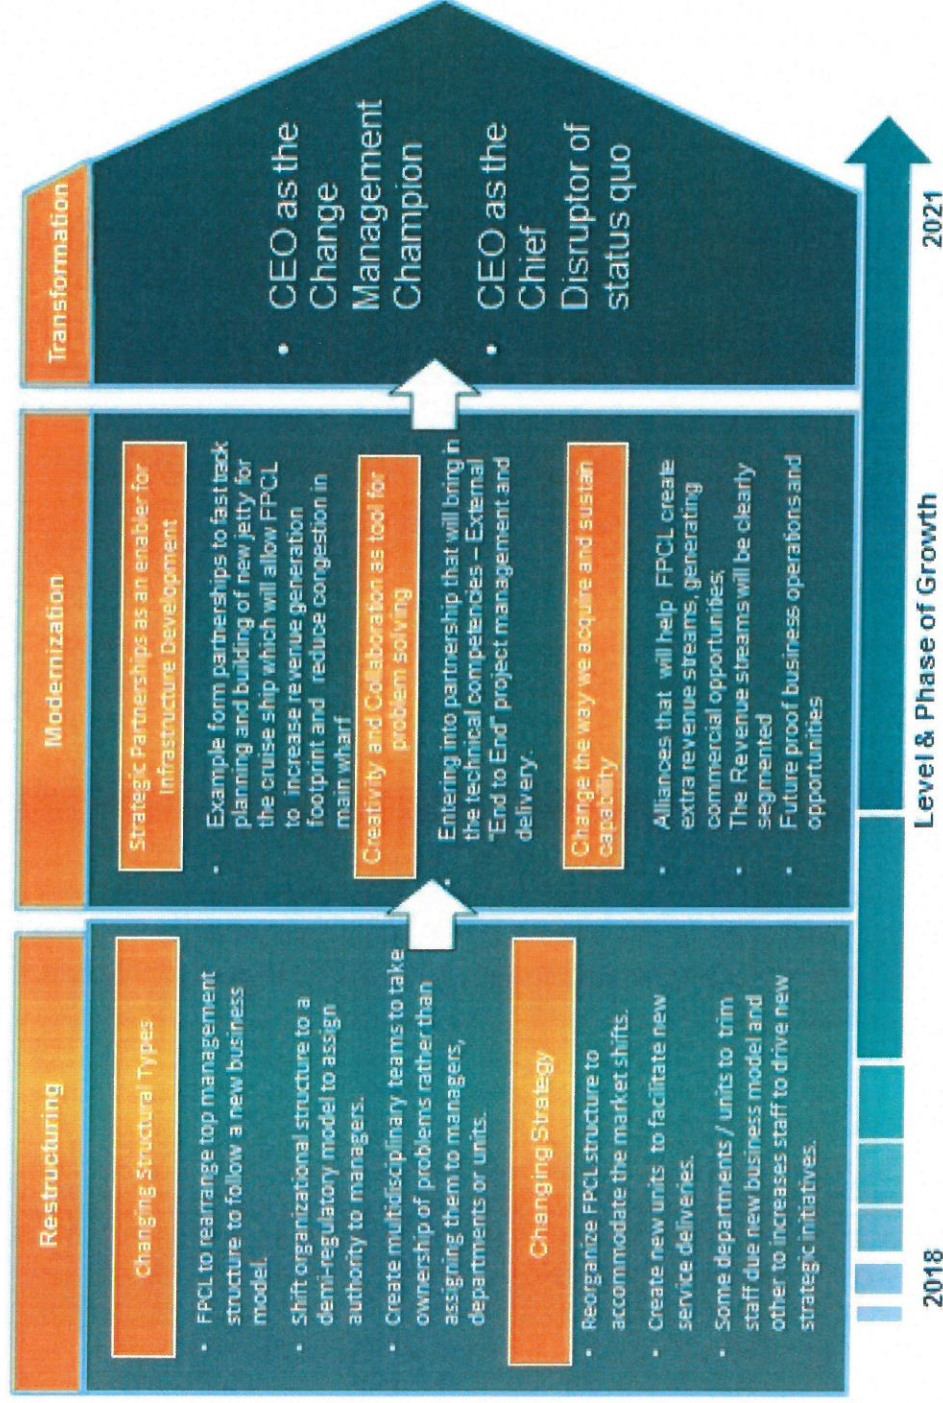 Restructuring
Changing Structural Types
• FPCL to rearrange top management
structure to follow a new business
model.
• Shift organizational structure to a
demi-regulatory model to assign
authority to managers.
• Create multidisciplinary teams to take
ownership of problems rather than
assigning them to managers,
departments or units.
Changing Strategy
• Reorganize FPCL structure to
accommodate the market shifts.
• Create new units to facilitate new
service deliveries.
• Some departments / units to trim
staff due new business model and
other to increases staff to drive new
strategic initiatives.
Modernization
Strategic Partnerships as an enabler for
Infrastructure Development
• Example form partnerships to fast track
planning and building of new jetty for
the cruise ship which will allow FPCL
to increase revenue generation
footprint and reduce congestion in
main wharf
Creativity and Collaboration as tool for
problem solving
• Entering into partnership that will bring in
the technical competencies – External
"End to End" project management and
delivery.
Change the way we acquire and sustian
capability
• Alliances that will help FPCL create
extra revenue streams, generating
commercial opportunities;
• The Revenue streams will be clearly
segmented
• Future proof business operations and
opportunities
Transformation
• CEO as the
Change
Management
Champion
• CEO as the
Chief
Disruptor of
status quo
2018
Level & Phase of Growth
2021